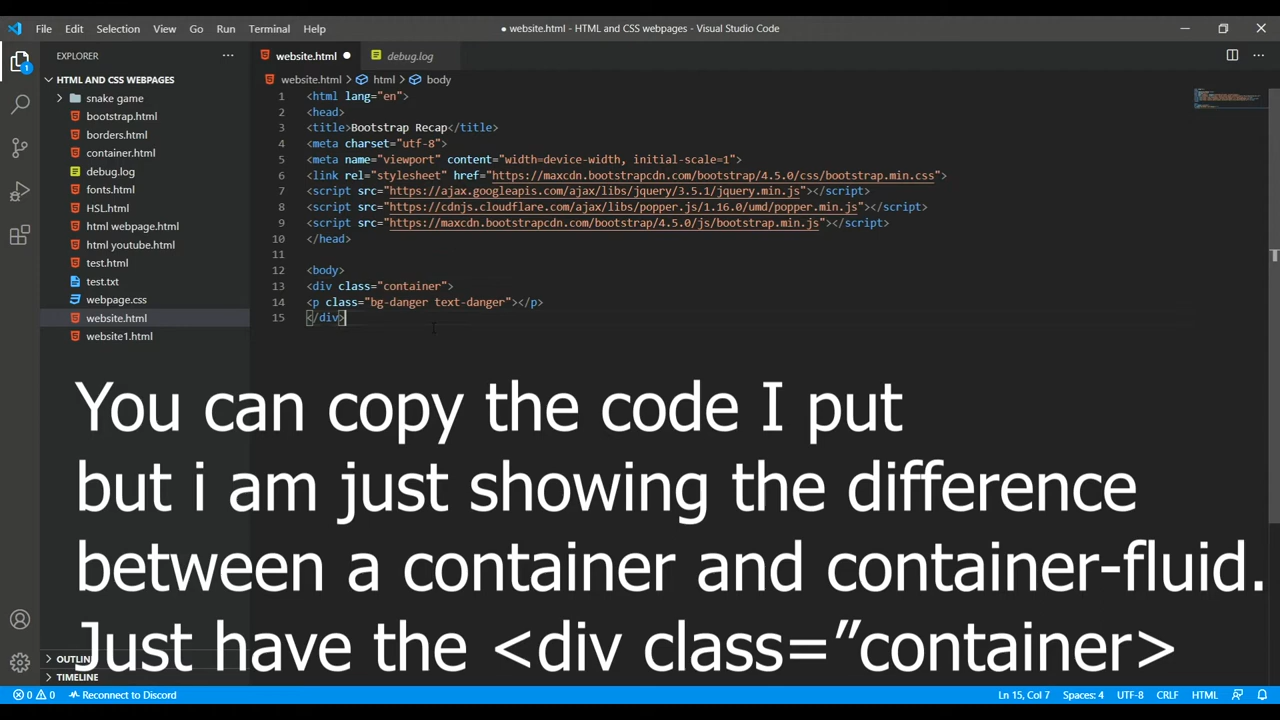 File Edit Selection View Go Run Terminal Help
● website.html - HTML and CSS webpages - Visual Studio Code
EXPLORER
website.html ●
debug.log
HTML AND CSS WEBPAGES
website.html > html > body
snake game
bootstrap.html
borders.html
container.html
debug.log
fonts.html
HSL.html
html webpage.html
html youtube.html
test.html
test.txt
webpage.css
website.html
website1.html
1 <html lang="en">
2 <head>
3 <title>Bootstrap Recap</title>
4 <meta charset="utf-8">
5 <meta name="viewport" content="width=device-width, initial-scale=1">
6 <link rel="stylesheet" href="https://maxcdn.bootstrapcdn.com/bootstrap/4.5.0/css/bootstrap.min.css">
7 <script src="https://ajax.googleapis.com/ajax/libs/jquery/3.5.1/jquery.min.js"></script>
8 <script src="https://cdnjs.cloudflare.com/ajax/libs/popper.js/1.16.0/umd/popper.min.js"></script>
9 <script src="https://maxcdn.bootstrapcdn.com/bootstrap/4.5.0/js/bootstrap.min.js"></script>
10 </head>
11
12 <body>
13 <div class="container">
14 <p class="bg-danger text-danger"></p>
15 </div>
You can copy the code I put
but i am just showing the difference
between a container and container-fluid.
Just have the <div class=”container>
OUTLINE
TIMELINE
0 0 Reconnect to Discord
Ln 15, Col 7 Spaces: 4 UTF-8 CRLF HTML
1